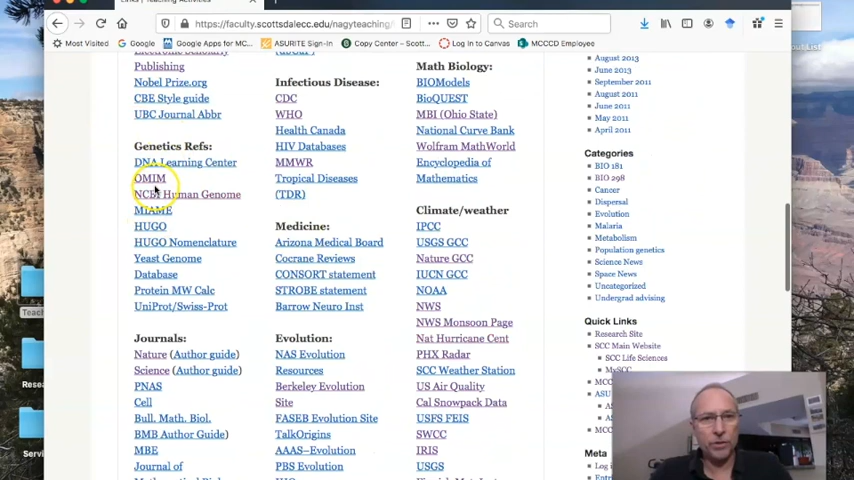 Links | Teaching Activities
https://faculty.scottsdalecc.edu/nagyteaching/
Search
Most Visited
Google
Google Apps for MC...
ASURITE Sign-In
Copy Center – Scott...
Log In to Canvas
MCCCD Employee
Electronic Scholarly
Publishing
Nobel Prize.org
CBE Style guide
UBC Journal Abbr
Genetics Refs:
DNA Learning Center
OMIM
NCBI Human Genome
MIAME
HUGO
HUGO Nomenclature
Yeast Genome
Database
Protein MW Calc
UniProt/Swiss-Prot
Journals:
Nature (Author guide)
Science (Author guide)
PNAS
Cell
Bull. Math. Biol.
BMB Author Guide)
MBE
Journal of
Infectious Disease:
CDC
WHO
Health Canada
HIV Databases
MMWR
Tropical Diseases
(TDR)
Medicine:
Arizona Medical Board
Cocrane Reviews
CONSORT statement
STROBE statement
Barrow Neuro Inst
Evolution:
NAS Evolution
Resources
Berkeley Evolution
Site
FASEB Evolution Site
TalkOrigins
AAAS–Evolution
PBS Evolution
Math Biology:
BIOModels
BioQUEST
MBI (Ohio State)
National Curve Bank
Wolfram MathWorld
Encyclopedia of
Mathematics
Climate/weather
IPCC
USGS GCC
Nature GCC
IUCN GCC
NOAA
NWS
NWS Monsoon Page
Nat Hurricane Cent
PHX Radar
SCC Weather Station
US Air Quality
Cal Snowpack Data
USFS FEIS
SWCC
IRIS
USGS
August 2013
June 2013
September 2011
August 2011
June 2011
May 2011
April 2011
Categories
BIO 181
BIO 298
Cancer
Dispersal
Evolution
Malaria
Metabolism
Population genetics
Science News
Space News
Uncategorized
Undergrad advising
Quick Links
Research Site
SCC Main Website
SCC Life Sciences
MySCC
Meta